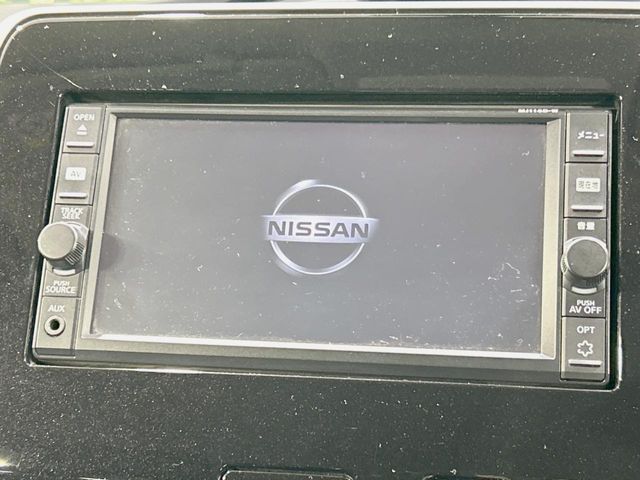 MJ116D-W
OPEN
AV
TRACK
SEEK
PUSH
SOURCE
AUX
NISSAN
メニュー
現在地
音量
PUSH
AV OFF
OPT